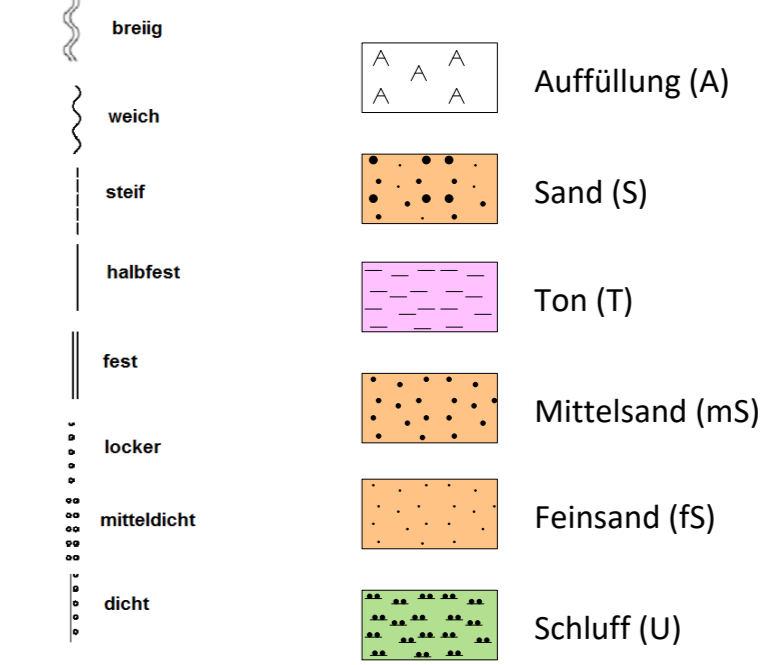 breiig
weich
steif
halbfest
fest
locker
mitteldicht
dicht
Auffüllung (A)
Sand (S)
Ton (T)
Mittelsand (mS)
Feinsand (fS)
Schluff (U)